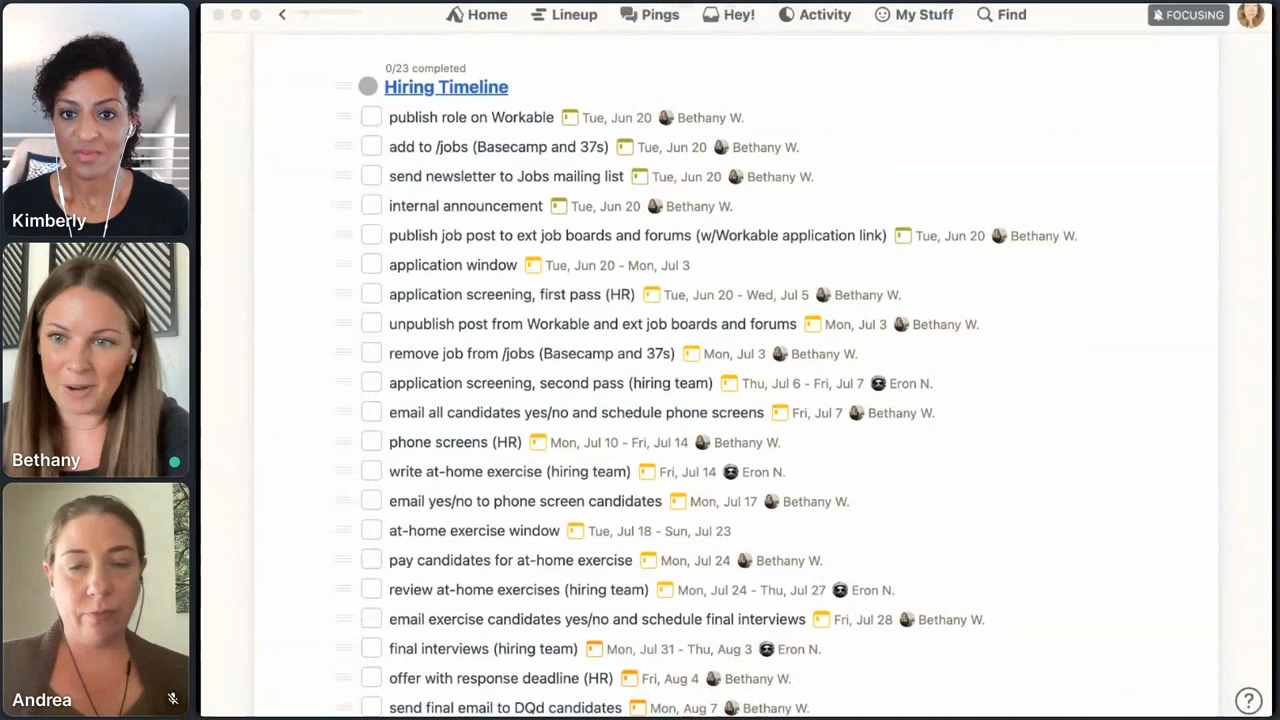 Home Lineup Pings Hey! Activity My Stuff Find FOCUSING
0/23 completed
Hiring Timeline
publish role on Workable Tue, Jun 20 Bethany W.
add to /jobs (Basecamp and 37s) Tue, Jun 20 Bethany W.
send newsletter to Jobs mailing list Tue, Jun 20 Bethany W.
internal announcement Tue, Jun 20 Bethany W.
publish job post to ext job boards and forums (w/Workable application link) Tue, Jun 20 Bethany W.
application window Tue, Jun 20 - Mon, Jul 3
application screening, first pass (HR) Tue, Jun 20 - Wed, Jul 5 Bethany W.
unpublish post from Workable and ext job boards and forums Mon, Jul 3 Bethany W.
remove job from /jobs (Basecamp and 37s) Mon, Jul 3 Bethany W.
application screening, second pass (hiring team) Thu, Jul 6 - Fri, Jul 7 Eron N.
email all candidates yes/no and schedule phone screens Fri, Jul 7 Bethany W.
phone screens (HR) Mon, Jul 10 - Fri, Jul 14 Bethany W.
write at-home exercise (hiring team) Fri, Jul 14 Eron N.
email yes/no to phone screen candidates Mon, Jul 17 Bethany W.
at-home exercise window Tue, Jul 18 - Sun, Jul 23
pay candidates for at-home exercise Mon, Jul 24 Bethany W.
review at-home exercises (hiring team) Mon, Jul 24 - Thu, Jul 27 Eron N.
email exercise candidates yes/no and schedule final interviews Fri, Jul 28 Bethany W.
final interviews (hiring team) Mon, Jul 31 - Thu, Aug 3 Eron N.
offer with response deadline (HR) Fri, Aug 4 Bethany W.
send final email to DQd candidates Mon, Aug 7 Bethany W.
?
Kimberly
Bethany
Andrea